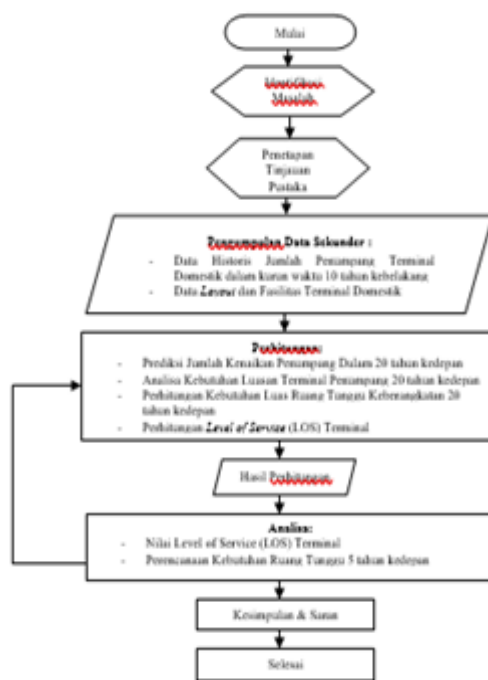 Mulai
Identifikasi
Masalah
Penetapan
Tinjauan
Pustaka
Pengumpulan Data Sekunder :
- Data Historis Jumlah Penumpang Terminal
Domestik dalam kurun waktu 10 tahun kebelakang
- Data Layout dan Fasilitas Terminal Domestik
Perhitungan:
- Prediksi Jumlah Kenaikan Penumpang Dalam 20 tahun kedepan
- Analisa Kebutuhan Luasan Terminal Penumpang 20 tahun kedepan
- Perhitungan Kebutuhan Luas Ruang Tunggu Keberangkatan 20
tahun kedepan
- Perhitungan Level of Service (LOS) Terminal
Hasil Perhitungan
Analisa:
- Nilai Level of Service (LOS) Terminal
- Perencanaan Kebutuhan Ruang Tunggu 5 tahun kedepan
Kesimpulan & Saran
Selesai